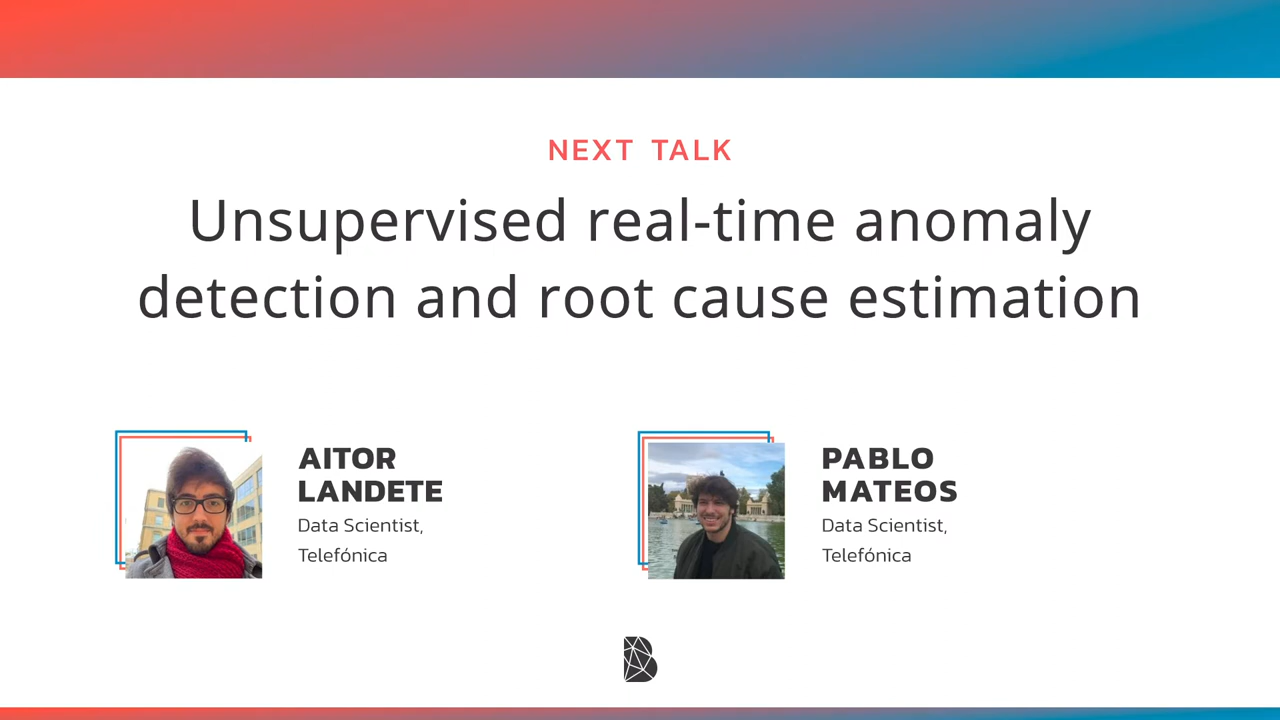 NEXT TALK
Unsupervised real-time anomaly
detection and root cause estimation
AITOR
LANDETE
Data Scientist,
Telefónica
PABLO
MATEOS
Data Scientist,
Telefónica
B